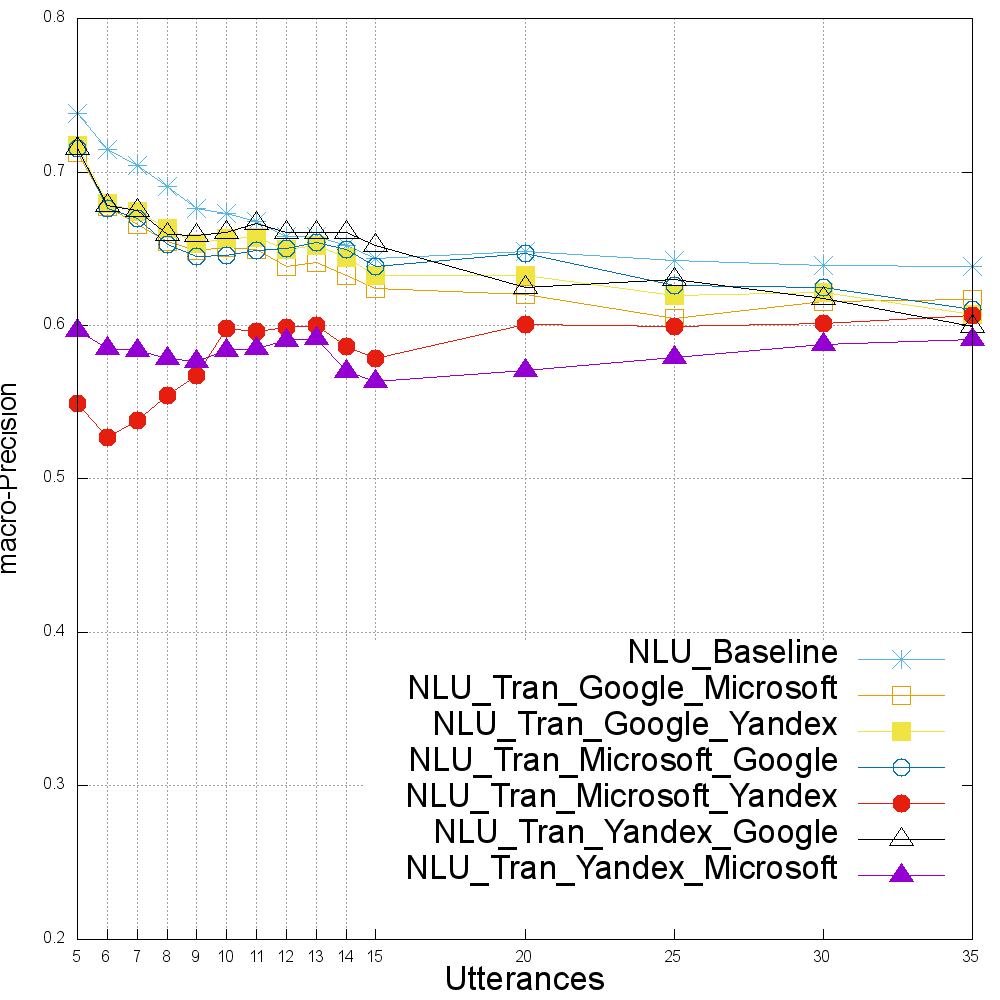 0.8
0.7
0.6
0.5
0.4
0.3
0.2
macro-Precision
NLU_Baseline
NLU_Tran_Google_Microsoft
NLU_Tran_Google_Yandex
NLU_Tran_Microsoft_Google
NLU_Tran_Microsoft_Yandex
NLU_Tran_Yandex_Google
NLU_Tran_Yandex_Microsoft
5 6 7 8 9 10 11 12 13 14 15 20 25 30 35
Utterances